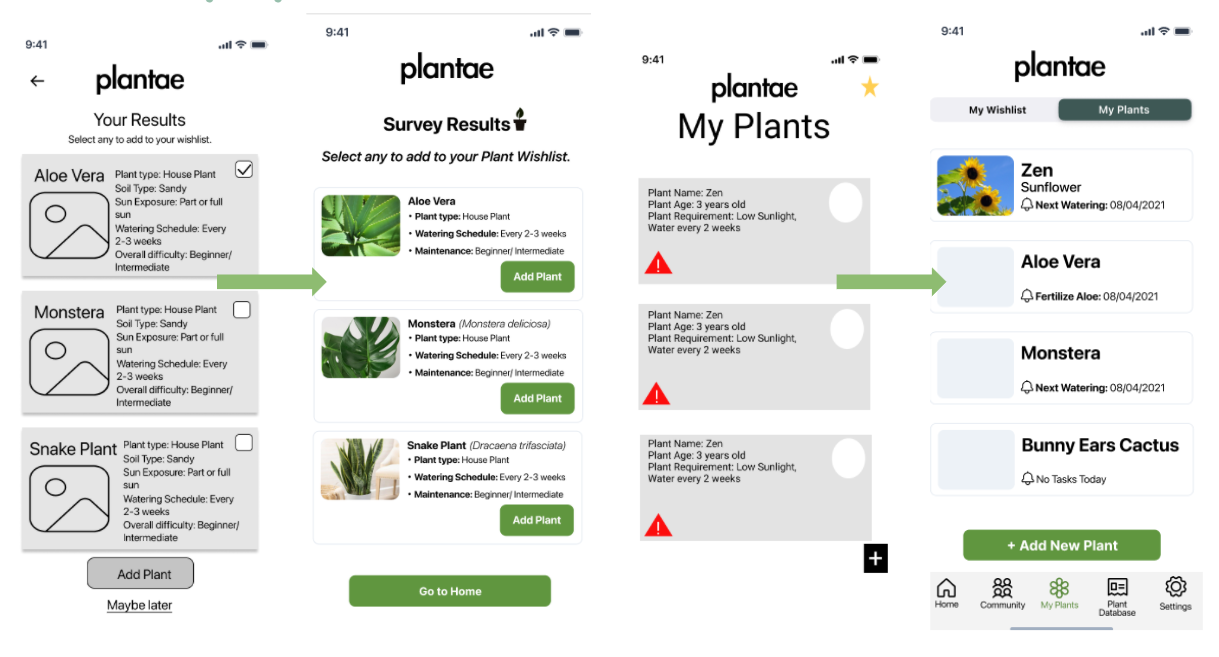 9:41
plantae
Your Results
Select any to add to your wishlist.
Aloe Vera
Plant type: House Plant
Soil Type: Sandy
Sun Exposure: Part or full
sun
Watering Schedule: Every
2-3 weeks
Overall difficulty: Beginner/
Intermediate
Monstera
Plant type: House Plant
Soil Type: Sandy
Sun Exposure: Part or full
sun
Watering Schedule: Every
2-3 weeks
Overall difficulty: Beginner/
Intermediate
Snake Plant
Plant type: House Plant
Soil Type: Sandy
Sun Exposure: Part or full
sun
Watering Schedule: Every
2-3 weeks
Overall difficulty: Beginner/
Intermediate
Add Plant
Maybe later
9:41
plantae
Survey Results
Select any to add to your Plant Wishlist.
Aloe Vera
• Plant type: House Plant
• Watering Schedule: Every 2-3 weeks
• Maintenance: Beginner/ Intermediate
Add Plant
Monstera (Monstera deliciosa)
• Plant type: House Plant
• Watering Schedule: Every 2-3 weeks
• Maintenance: Beginner/ Intermediate
Add Plant
Snake Plant (Dracaena trifasciata)
• Plant type: House Plant
• Watering Schedule: Every 2-3 weeks
• Maintenance: Beginner/ Intermediate
Add Plant
Go to Home
9:41
plantae
My Plants
Plant Name: Zen
Plant Age: 3 years old
Plant Requirement: Low Sunlight,
Water every 2 weeks
Plant Name: Zen
Plant Age: 3 years old
Plant Requirement: Low Sunlight,
Water every 2 weeks
Plant Name: Zen
Plant Age: 3 years old
Plant Requirement: Low Sunlight,
Water every 2 weeks
+
9:41
plantae
My Wishlist
My Plants
Zen
Sunflower
Next Watering: 08/04/2021
Aloe Vera
Fertilize Aloe: 08/04/2021
Monstera
Next Watering: 08/04/2021
Bunny Ears Cactus
No Tasks Today
+ Add New Plant
Home
Community
My Plants
Plant
Database
Settings